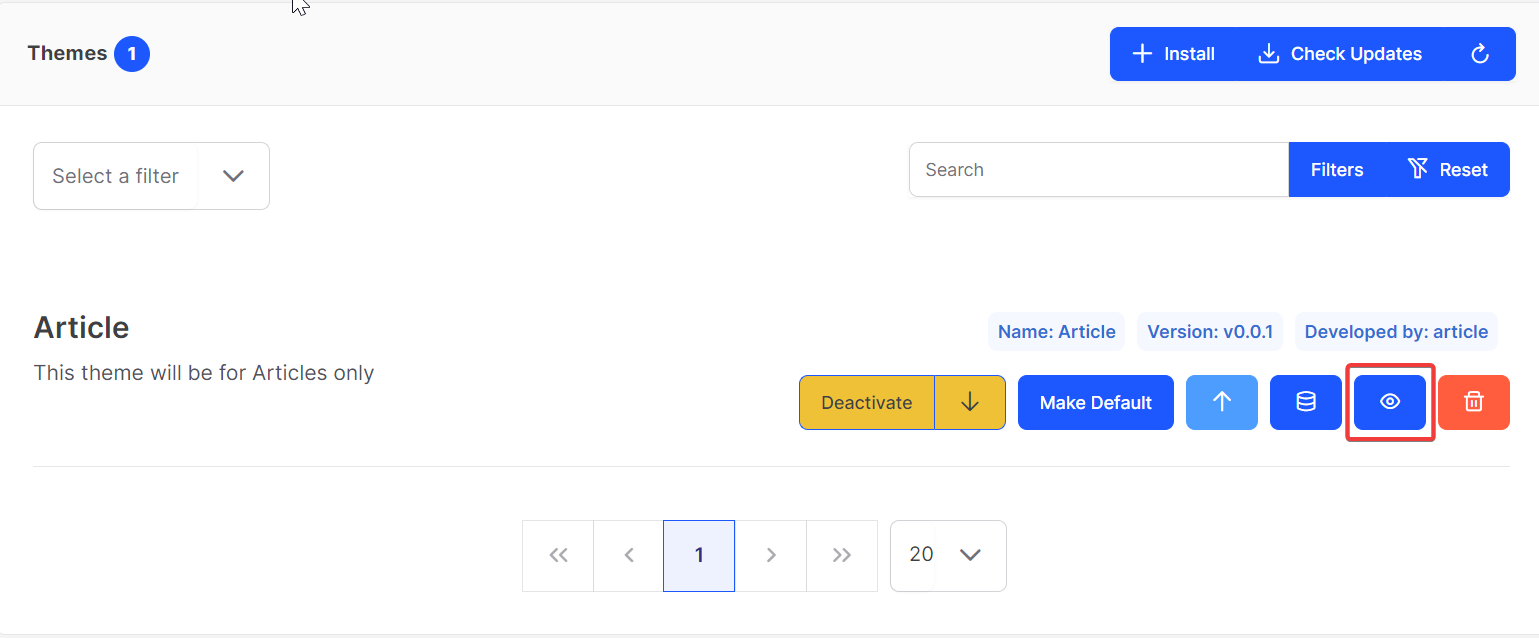 Themes 1
Install Check Updates
Select a filter
Search Filters Reset
Article
Name: Article Version: v0.0.1 Developed by: article
This theme will be for Articles only
Deactivate Make Default
1 20